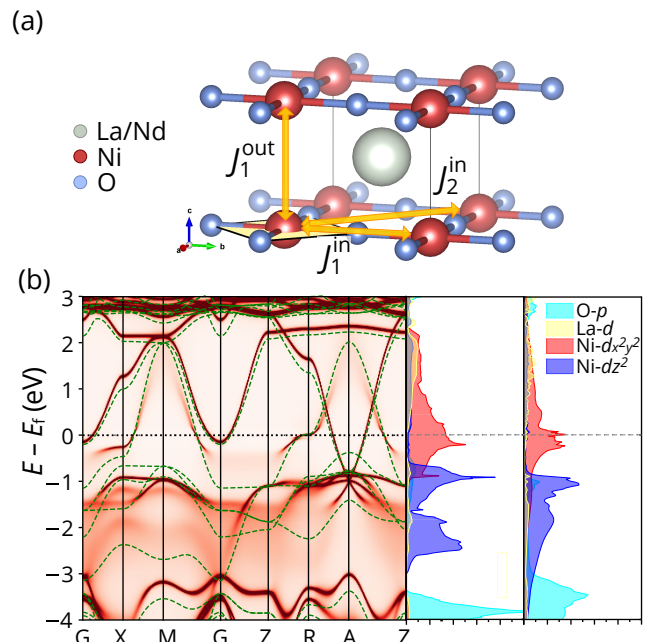 (a)
La/Nd
Ni
O
J₁ᵒᵘᵗ
J₂ⁱⁿ
J₁ⁱⁿ
c
a
b
(b)
E − E_f (eV)
3
2
1
0
−1
−2
−3
−4
G X M G Z R A Z
O-p
La-d
Ni-dx²y²
Ni-dz²